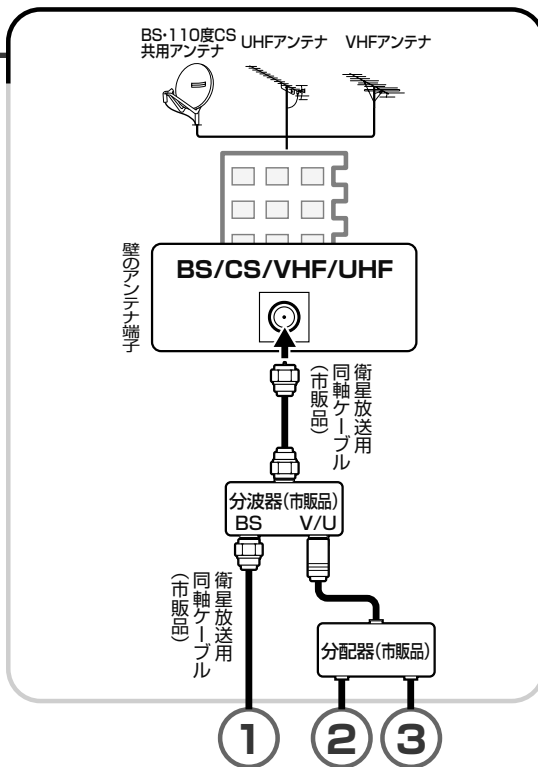 BS・110度CS
共用アンテナ
UHFアンテナ
VHFアンテナ
壁のアンテナ端子
BS/CS/VHF/UHF
衛星放送用
同軸ケーブル
(市販品)
分波器(市販品)
BS V/U
衛星放送用
同軸ケーブル
(市販品)
分配器(市販品)
1 2 3